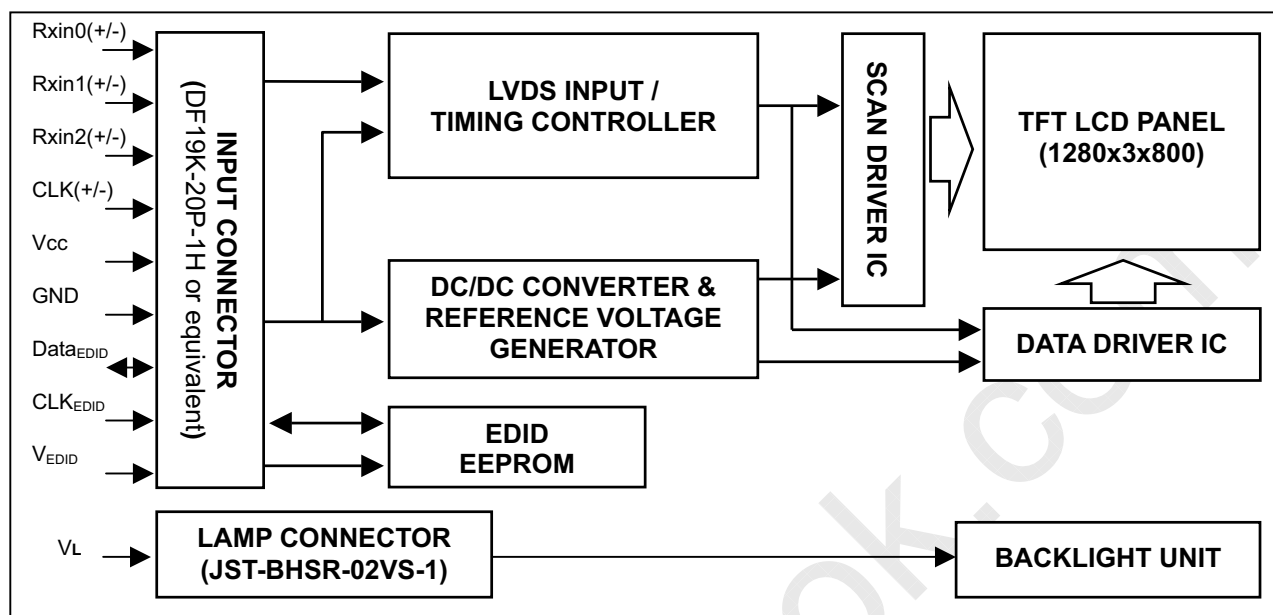 Rxin0(+/-)
Rxin1(+/-)
Rxin2(+/-)
CLK(+/-)
Vcc
GND
DataEDID
CLKEDID
VEDID
VL
INPUT CONNECTOR
(DF19K-20P-1H or equivalent)
LVDS INPUT /
TIMING CONTROLLER
DC/DC CONVERTER &
REFERENCE VOLTAGE
GENERATOR
EDID
EEPROM
SCAN DRIVER IC
TFT LCD PANEL
(1280x3x800)
DATA DRIVER IC
LAMP CONNECTOR
(JST-BHSR-02VS-1)
BACKLIGHT UNIT
ok.com